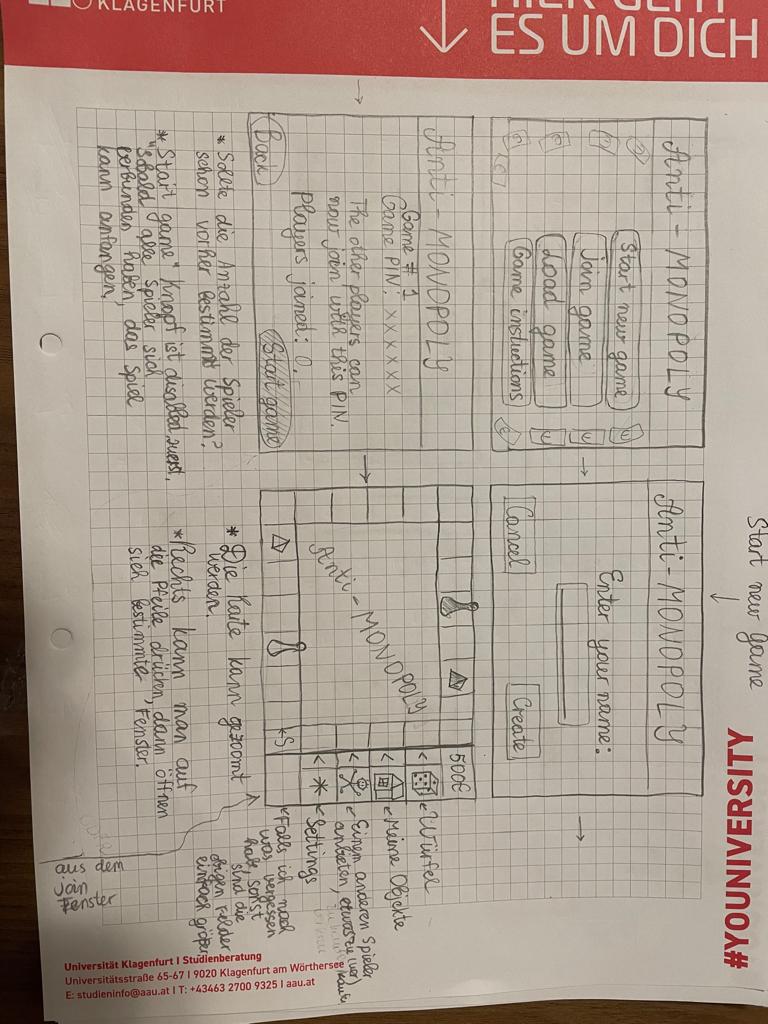 KLAGENFURT
HIER GEHT
ES UM DICH
Start new game
#YOUNIVERSITY
Anti-MONOPOLY
Start new game
Join game
Load game
Game instuctions
Anti-MONOPOLY
Enter your name:
Cancel
Create
Anti-MONOPOLY
Game #1
Game PIN: xxxxxx
The other players can
now join with this PIN.
Players joined: 0.
Back
Start game
500€
Anti-MONOPOLY
S
< Würfel
< Meine Objekte
< Einem anderen Spieler
anbieten, etwas zu
< Settings
< Falls ich noch
was vergessen
hab, sonst
sind die
obigen Felder
einfach größer
* Sollte die Anzahl der Spieler
schon vorher bestimmt werden?
* "Start game" Knopf ist disabled zuerst,
sobald alle Spieler sich
verbunden haben, das Spiel
kann anfangen.
* Die Karte kann gezoomt
werden.
* Rechts kann man auf
die Pfeile drücken, dann öffnen
sich bestimmte Fenster.
aus dem
Join
Fenster
Universität Klagenfurt I Studienberatung
Universitätsstraße 65-67 I 9020 Klagenfurt am Wörthersee
E: studieninfo@aau.at I T: +43463 2700 9325 I aau.at